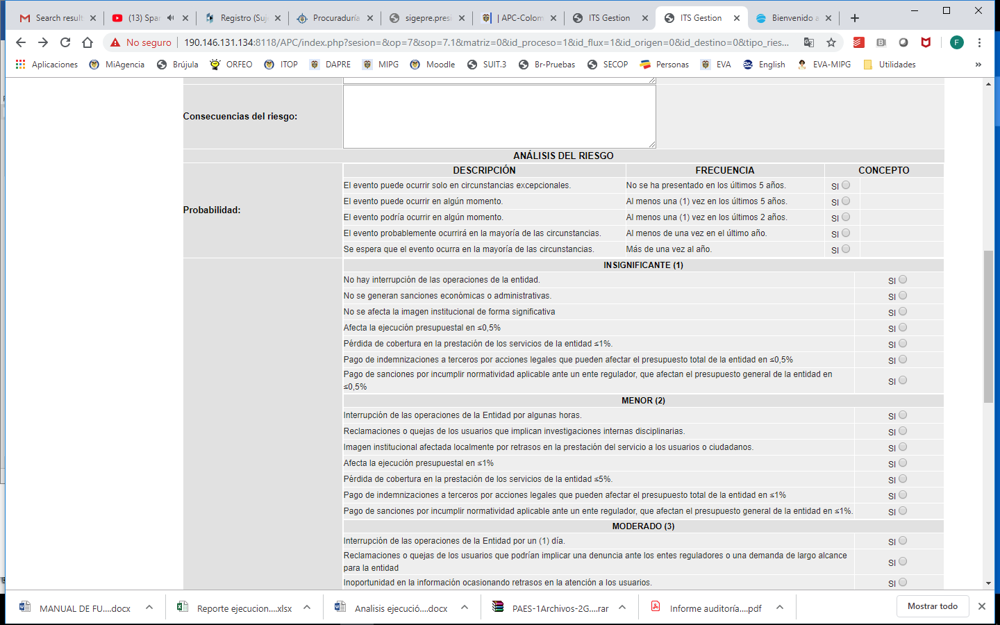 Search result
(13) Spar
Registro (Suj
Procuraduría
sigepre.presi
| APC-Colom
ITS Gestion
ITS Gestion
Bienvenido a
No seguro
190.146.131.134:8118/APC/index.php?sesion=&op=7&sop=7.1&matriz=0&id_proceso=1&id_flux=1&id_origen=0&id_destino=0&tipo_ries...
F
Aplicaciones
MiAgencia
Brújula
ORFEO
ITOP
DAPRE
MIPG
Moodle
SUIT.3
Br-Pruebas
SECOP
Personas
EVA
English
EVA-MIPG
Utilidades
»
Consecuencias del riesgo:
ANÁLISIS DEL RIESGO
Probabilidad:
DESCRIPCIÓN FRECUENCIA CONCEPTO
El evento puede ocurrir solo en circunstancias excepcionales. No se ha presentado en los últimos 5 años. SI
El evento puede ocurrir en algún momento. Al menos una (1) vez en los últimos 5 años. SI
El evento podría ocurrir en algún momento. Al menos una (1) vez en los últimos 2 años. SI
El evento probablemente ocurrirá en la mayoría de las circunstancias. Al menos de una vez en el último año. SI
Se espera que el evento ocurra en la mayoría de las circunstancias. Más de una vez al año. SI
INSIGNIFICANTE (1)
No hay interrupción de las operaciones de la entidad. SI
No se generan sanciones económicas o administrativas. SI
No se afecta la imagen institucional de forma significativa SI
Afecta la ejecución presupuestal en ≤0,5% SI
Pérdida de cobertura en la prestación de los servicios de la entidad ≤1%. SI
Pago de indemnizaciones a terceros por acciones legales que pueden afectar el presupuesto total de la entidad en ≤0,5% SI
Pago de sanciones por incumplir normatividad aplicable ante un ente regulador, que afectan el presupuesto general de la entidad en
≤0,5% SI
MENOR (2)
Interrupción de las operaciones de la Entidad por algunas horas. SI
Reclamaciones o quejas de los usuarios que implican investigaciones internas disciplinarias. SI
Imagen institucional afectada localmente por retrasos en la prestación del servicio a los usuarios o ciudadanos. SI
Afecta la ejecución presupuestal en ≤1% SI
Pérdida de cobertura en la prestación de los servicios de la entidad ≤5%. SI
Pago de indemnizaciones a terceros por acciones legales que pueden afectar el presupuesto total de la entidad en ≤1% SI
Pago de sanciones por incumplir normatividad aplicable ante un ente regulador, que afectan el presupuesto general de la entidad en ≤1%. SI
MODERADO (3)
Interrupción de las operaciones de la Entidad por un (1) día. SI
Reclamaciones o quejas de los usuarios que podrían implicar una denuncia ante los entes reguladores o una demanda de largo alcance
para la entidad SI
Inoportunidad en la información ocasionando retrasos en la atención a los usuarios. SI
MANUAL DE FU....docx
Reporte ejecucion....xlsx
Analisis ejecució....docx
PAES-1Archivos-2G....rar
Informe auditoría....pdf
Mostrar todo